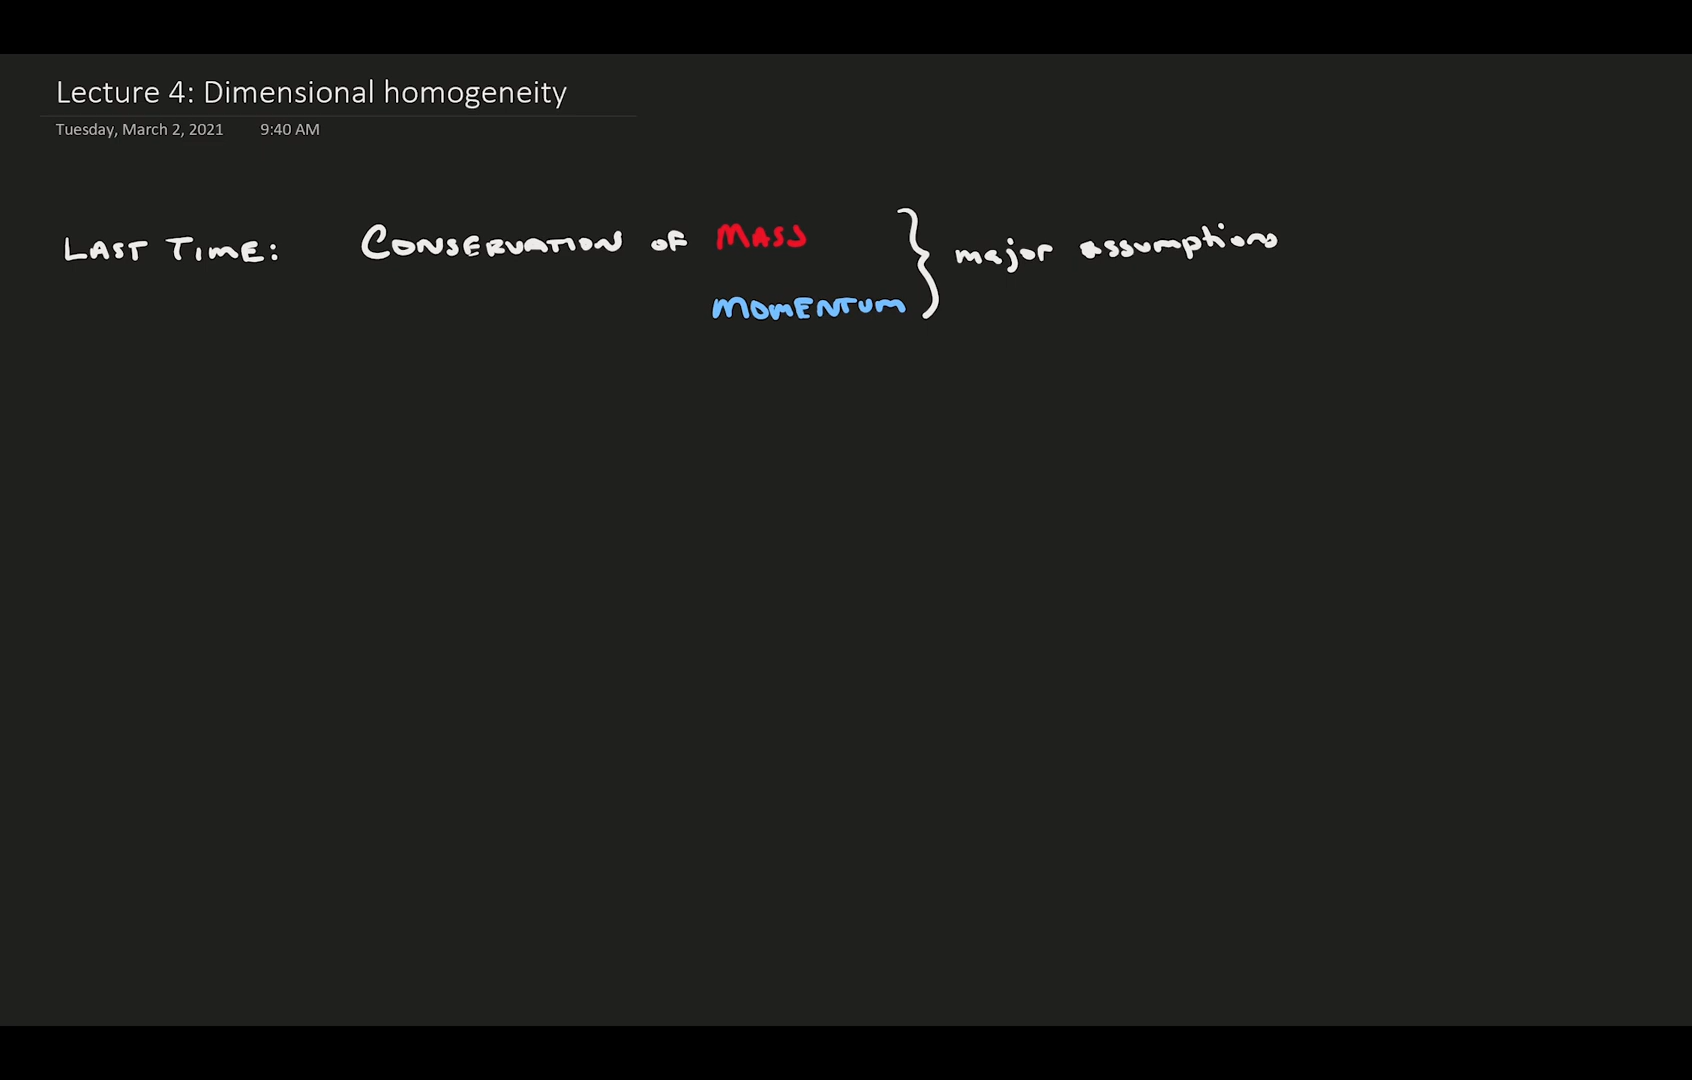 Lecture 4: Dimensional homogeneity
Tuesday, March 2, 2021 9:40 AM
LAST TIME: CONSERVATION OF MASS } major assumptions
MOMENTUM